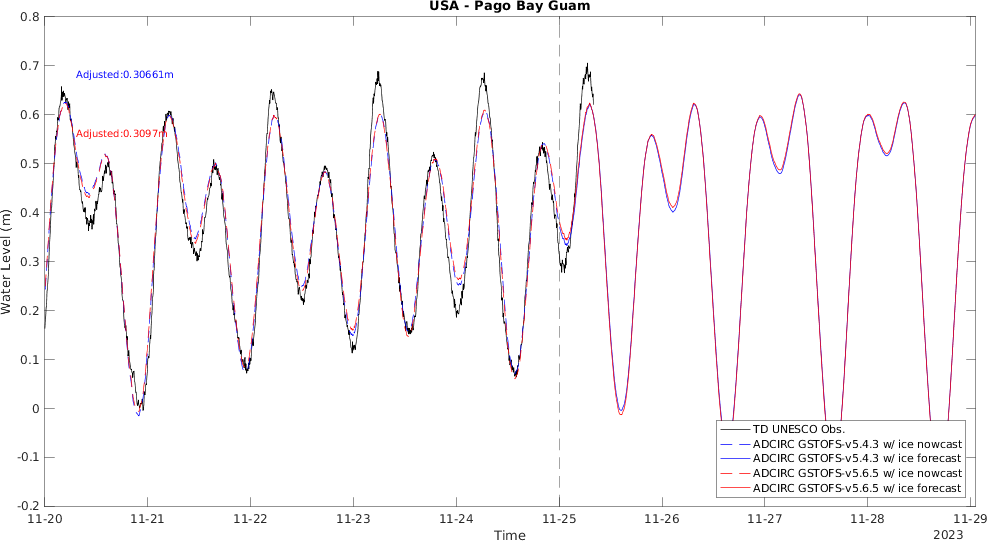 USA - Pago Bay Guam
0.8
0.7
0.6
0.5
0.4
0.3
0.2
0.1
0
-0.1
-0.2
Water Level (m)
Adjusted:0.30661m
Adjusted:0.3097m
TD UNESCO Obs.
ADCIRC GSTOFS-v5.4.3 w/ ice nowcast
ADCIRC GSTOFS-v5.4.3 w/ ice forecast
ADCIRC GSTOFS-v5.6.5 w/ ice nowcast
ADCIRC GSTOFS-v5.6.5 w/ ice forecast
11-20 11-21 11-22 11-23 11-24 11-25 11-26 11-27 11-28 11-29
Time
2023